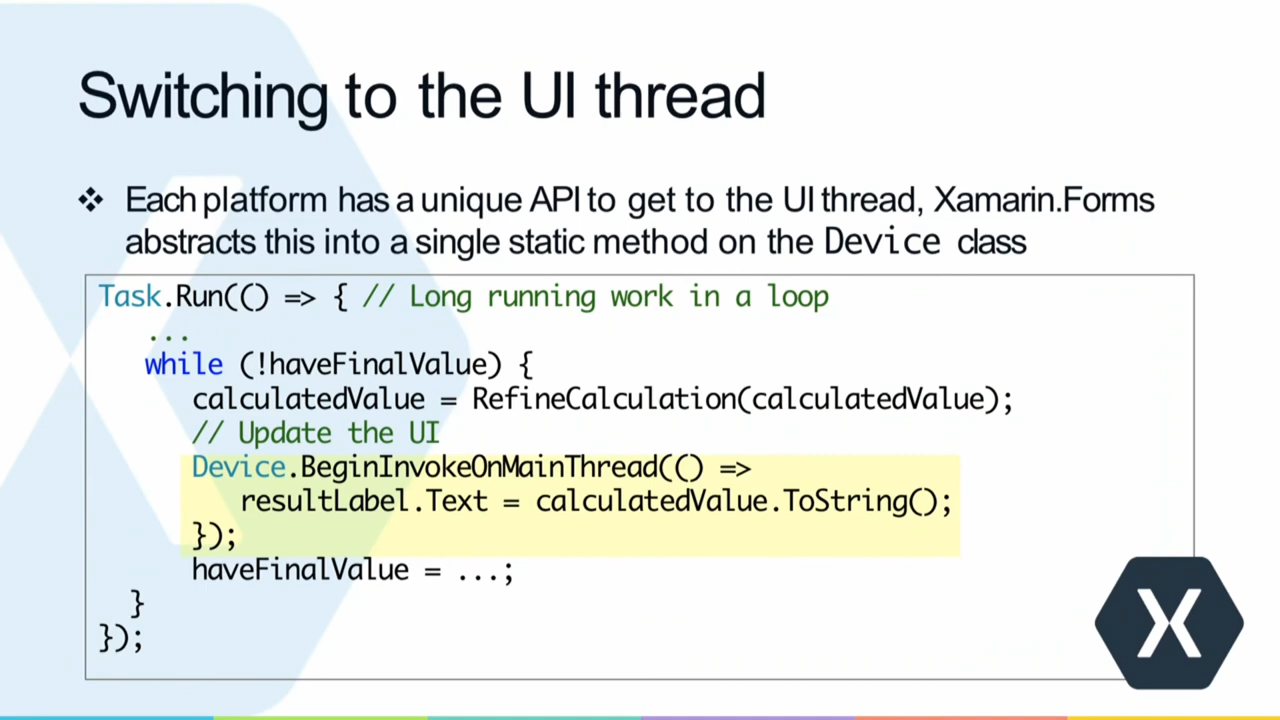 Switching to the UI thread
❖ Each platform has a unique API to get to the UI thread, Xamarin.Forms
abstracts this into a single static method on the Device class
Task.Run(() => { // Long running work in a loop
...
while (!haveFinalValue) {
calculatedValue = RefineCalculation(calculatedValue);
// Update the UI
Device.BeginInvokeOnMainThread(() =>
resultLabel.Text = calculatedValue.ToString();
});
haveFinalValue = ...;
}
});